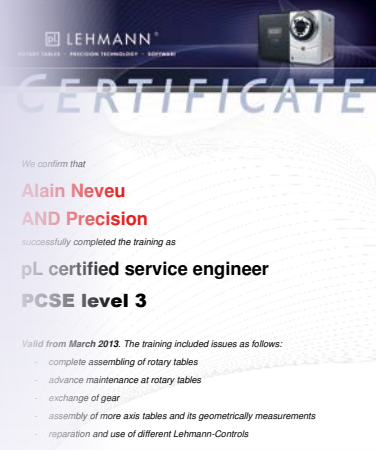 pL LEHMANN®
ROTARY TABLES · PRECISION TECHNOLOGY · SOFTWARE
CERTIFICATE
We confirm that
Alain Neveu
AND Precision
successfully completed the training as
pL certified service engineer
PCSE level 3
Valid from March 2013. The training included issues as follows:
- complete assembling of rotary tables
- advance maintenance at rotary tables
- exchange of gear
- assembly of more axis tables and its geometrically measurements
- reparation and use of different Lehmann-Controls